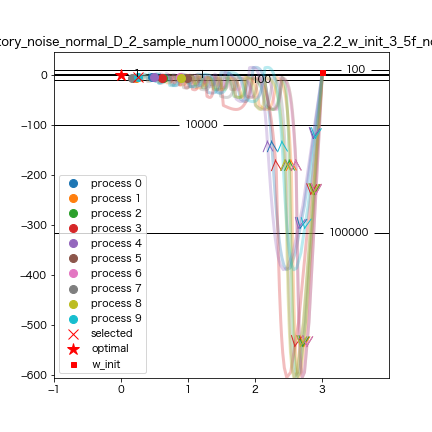 tory_noise_normal_D_2_sample_num10000_noise_va_2.2_w_init_3_5f_no
0
−100
−200
−300
−400
−500
−600
−1
0
1
2
3
100
100
10000
100000
process 0
process 1
process 2
process 3
process 4
process 5
process 6
process 7
process 8
process 9
selected
optimal
w_init